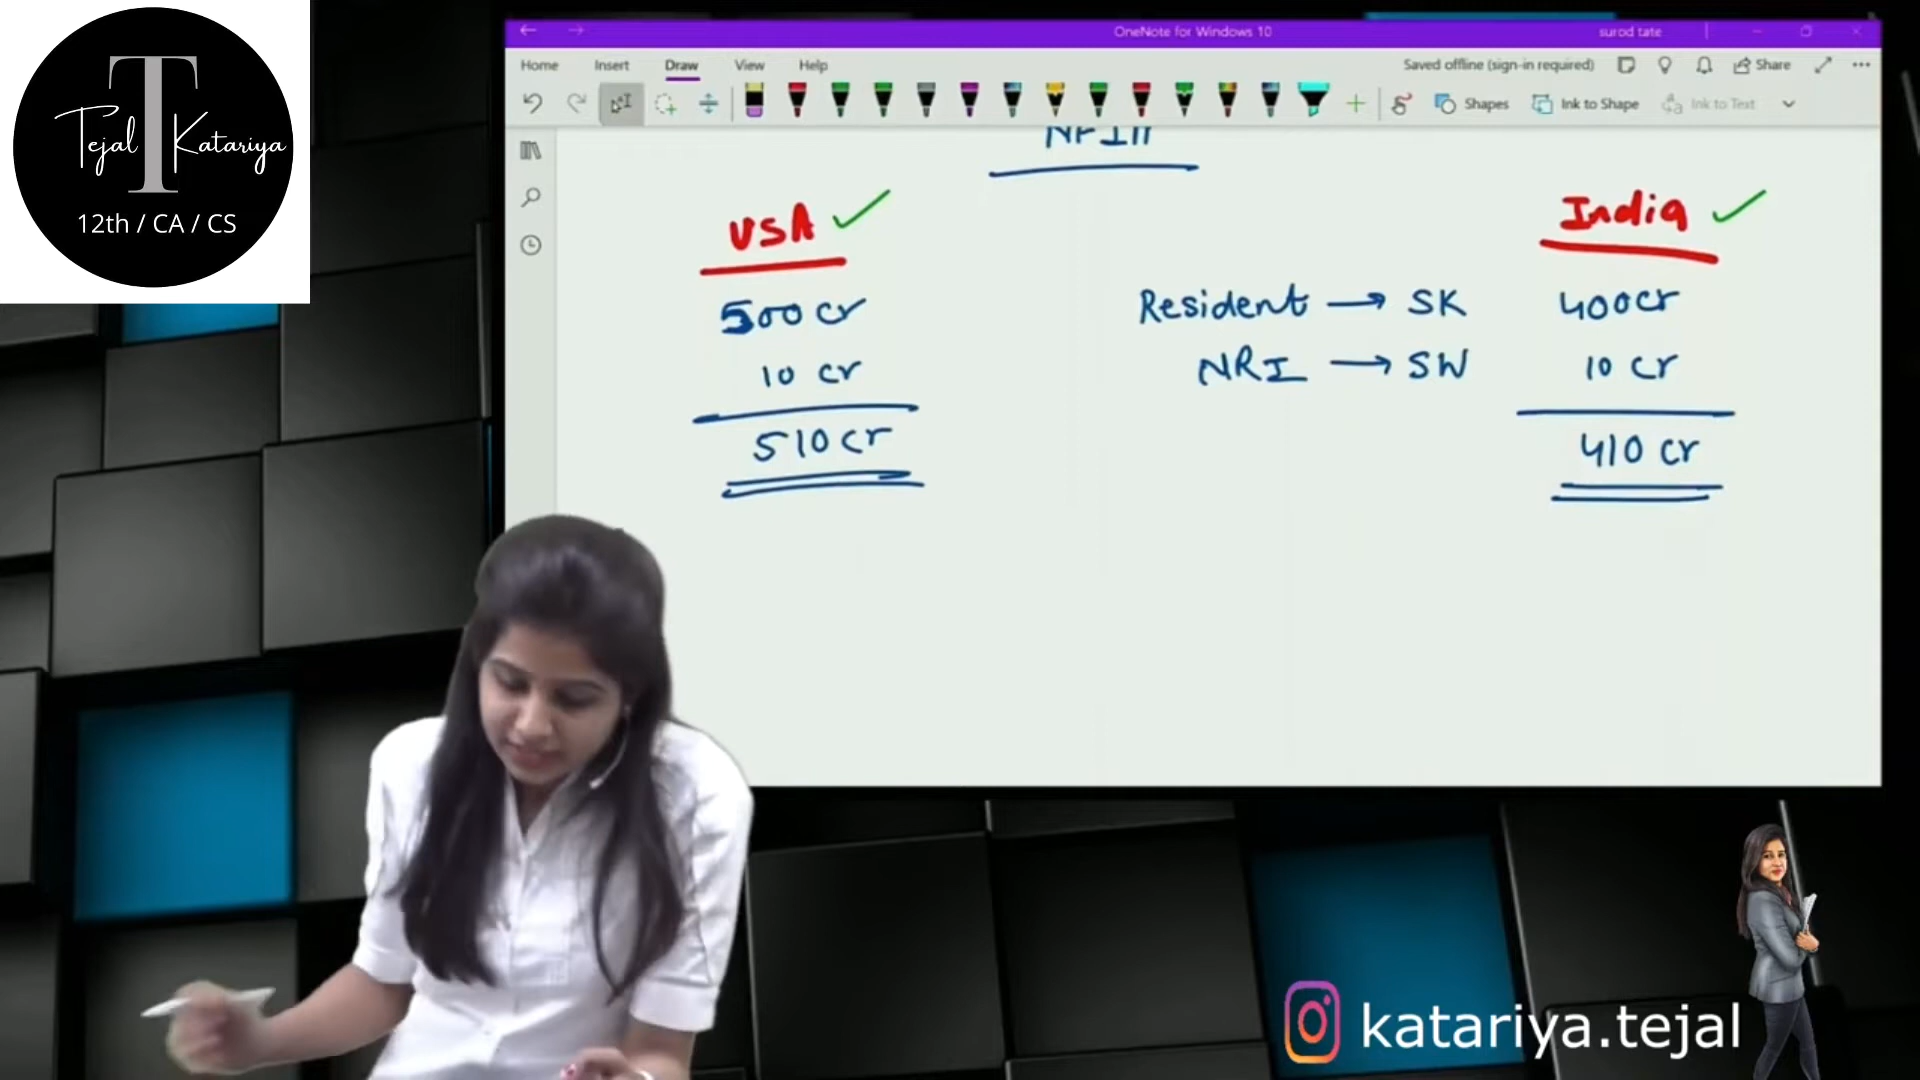 Tejal T Katariya
12th / CA / CS
OneNote for Windows 10
surod tate
Home Insert Draw View Help
Saved offline (sign-in required) Share
Shapes Ink to Shape Ink to Text
USA
India
500 cr
Resident → SK 400cr
10 cr
NRI → SW 10 cr
510 cr
410 cr
katariya.tejal